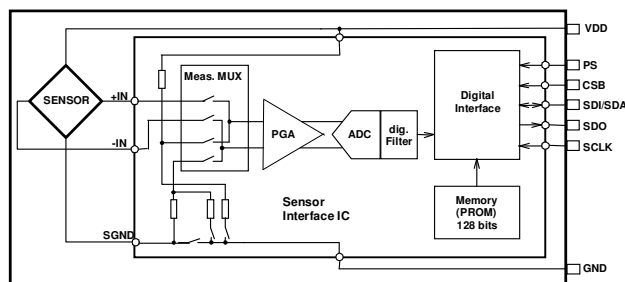 VDD
PS
CSB
SDI/SDA
SDO
SCLK
GND
SENSOR
+IN
-IN
SGND
Meas. MUX
PGA
ADC
dig.
Filter
Digital
Interface
Memory
(PROM)
128 bits
Sensor
Interface IC